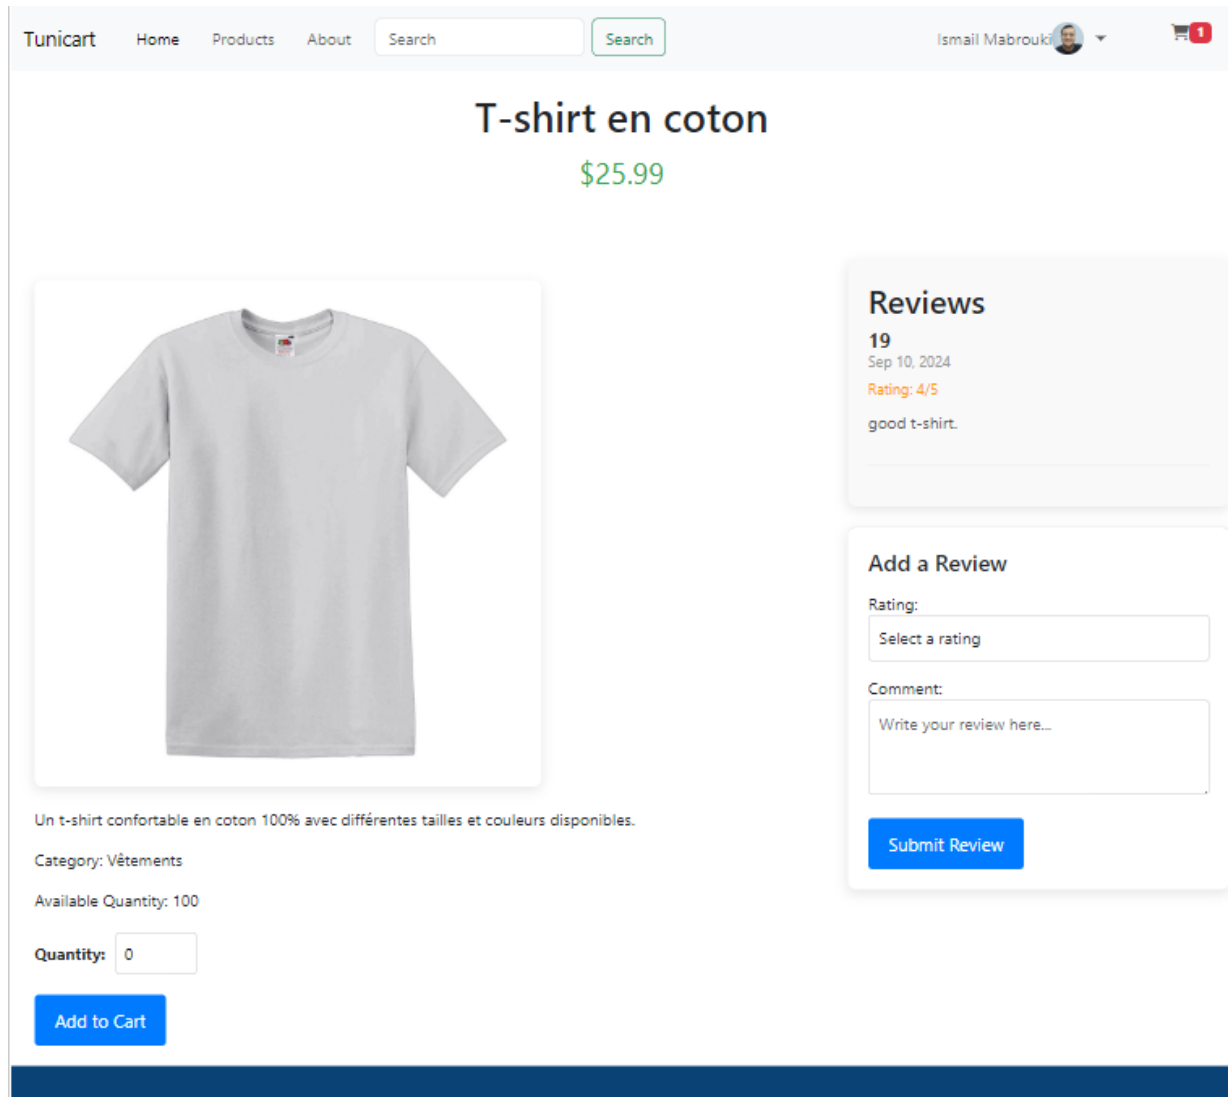 Tunicart Home Products About Search Search Ismail Mabrouki 1
T-shirt en coton
$25.99
Un t-shirt confortable en coton 100% avec différentes tailles et couleurs disponibles.
Category: Vêtements
Available Quantity: 100
Quantity: 0
Add to Cart
Reviews
19
Sep 10, 2024
Rating: 4/5
good t-shirt.
Add a Review
Rating:
Select a rating
Comment:
Write your review here...
Submit Review